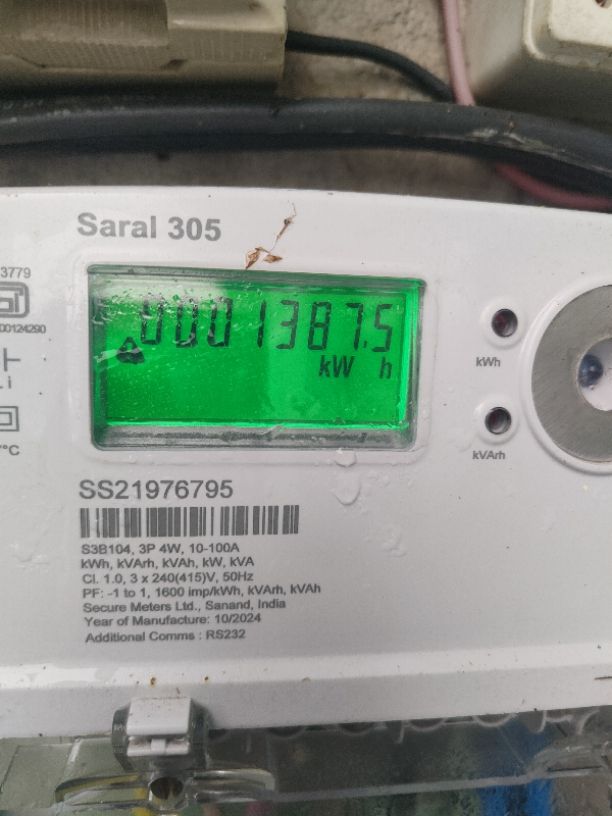 Saral 305
3779
00124290
0001387.5
kW h
kWh
kVArh
°C
SS21976795
S3B104, 3P 4W, 10-100A
kWh, kVArh, kVAh, kW, kVA
Cl. 1.0, 3 x 240(415)V, 50Hz
PF: -1 to 1, 1600 imp/kWh, kVArh, kVAh
Secure Meters Ltd., Sanand, India
Year of Manufacture: 10/2024
Additional Comms : RS232